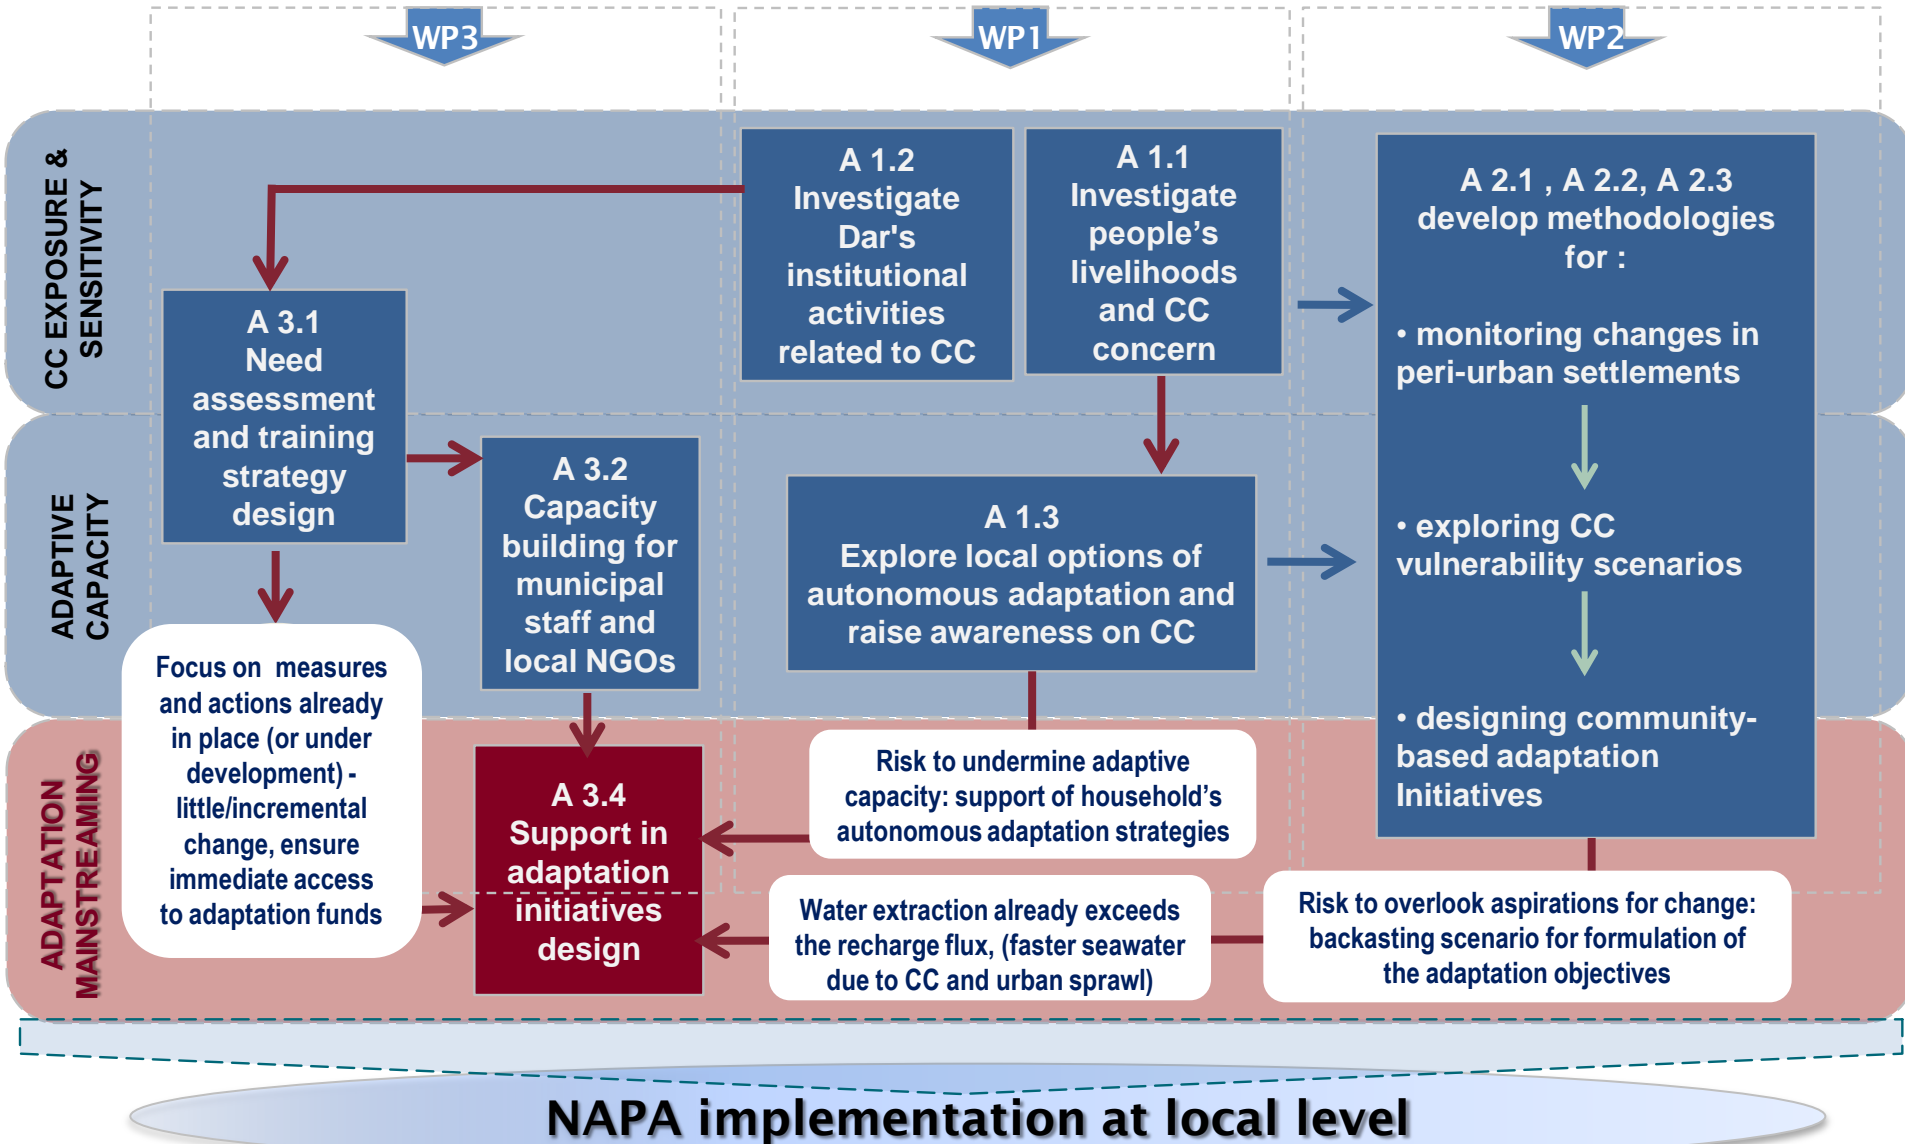 WP3
WP1
WP2
CC EXPOSURE &
SENSITIVITY
A 1.2
Investigate
Dar's
institutional
activities
related to CC
A 1.1
Investigate
people’s
livelihoods
and CC
concern
A 2.1 , A 2.2, A 2.3
develop methodologies
for :
• monitoring changes in
peri-urban settlements
• exploring CC
vulnerability scenarios
• designing community-
based adaptation
Initiatives
A 3.1
Need
assessment
and training
strategy
design
ADAPTIVE
CAPACITY
A 3.2
Capacity
building for
municipal
staff and
local NGOs
A 1.3
Explore local options of
autonomous adaptation and
raise awareness on CC
Focus on measures
and actions already
in place (or under
development) -
little/incremental
change, ensure
immediate access
to adaptation funds
ADAPTATION
MAINSTREAMING
A 3.4
Support in
adaptation
initiatives
design
Risk to undermine adaptive
capacity: support of household’s
autonomous adaptation strategies
Water extraction already exceeds
the recharge flux, (faster seawater
due to CC and urban sprawl)
Risk to overlook aspirations for change:
backasting scenario for formulation of
the adaptation objectives
NAPA implementation at local level